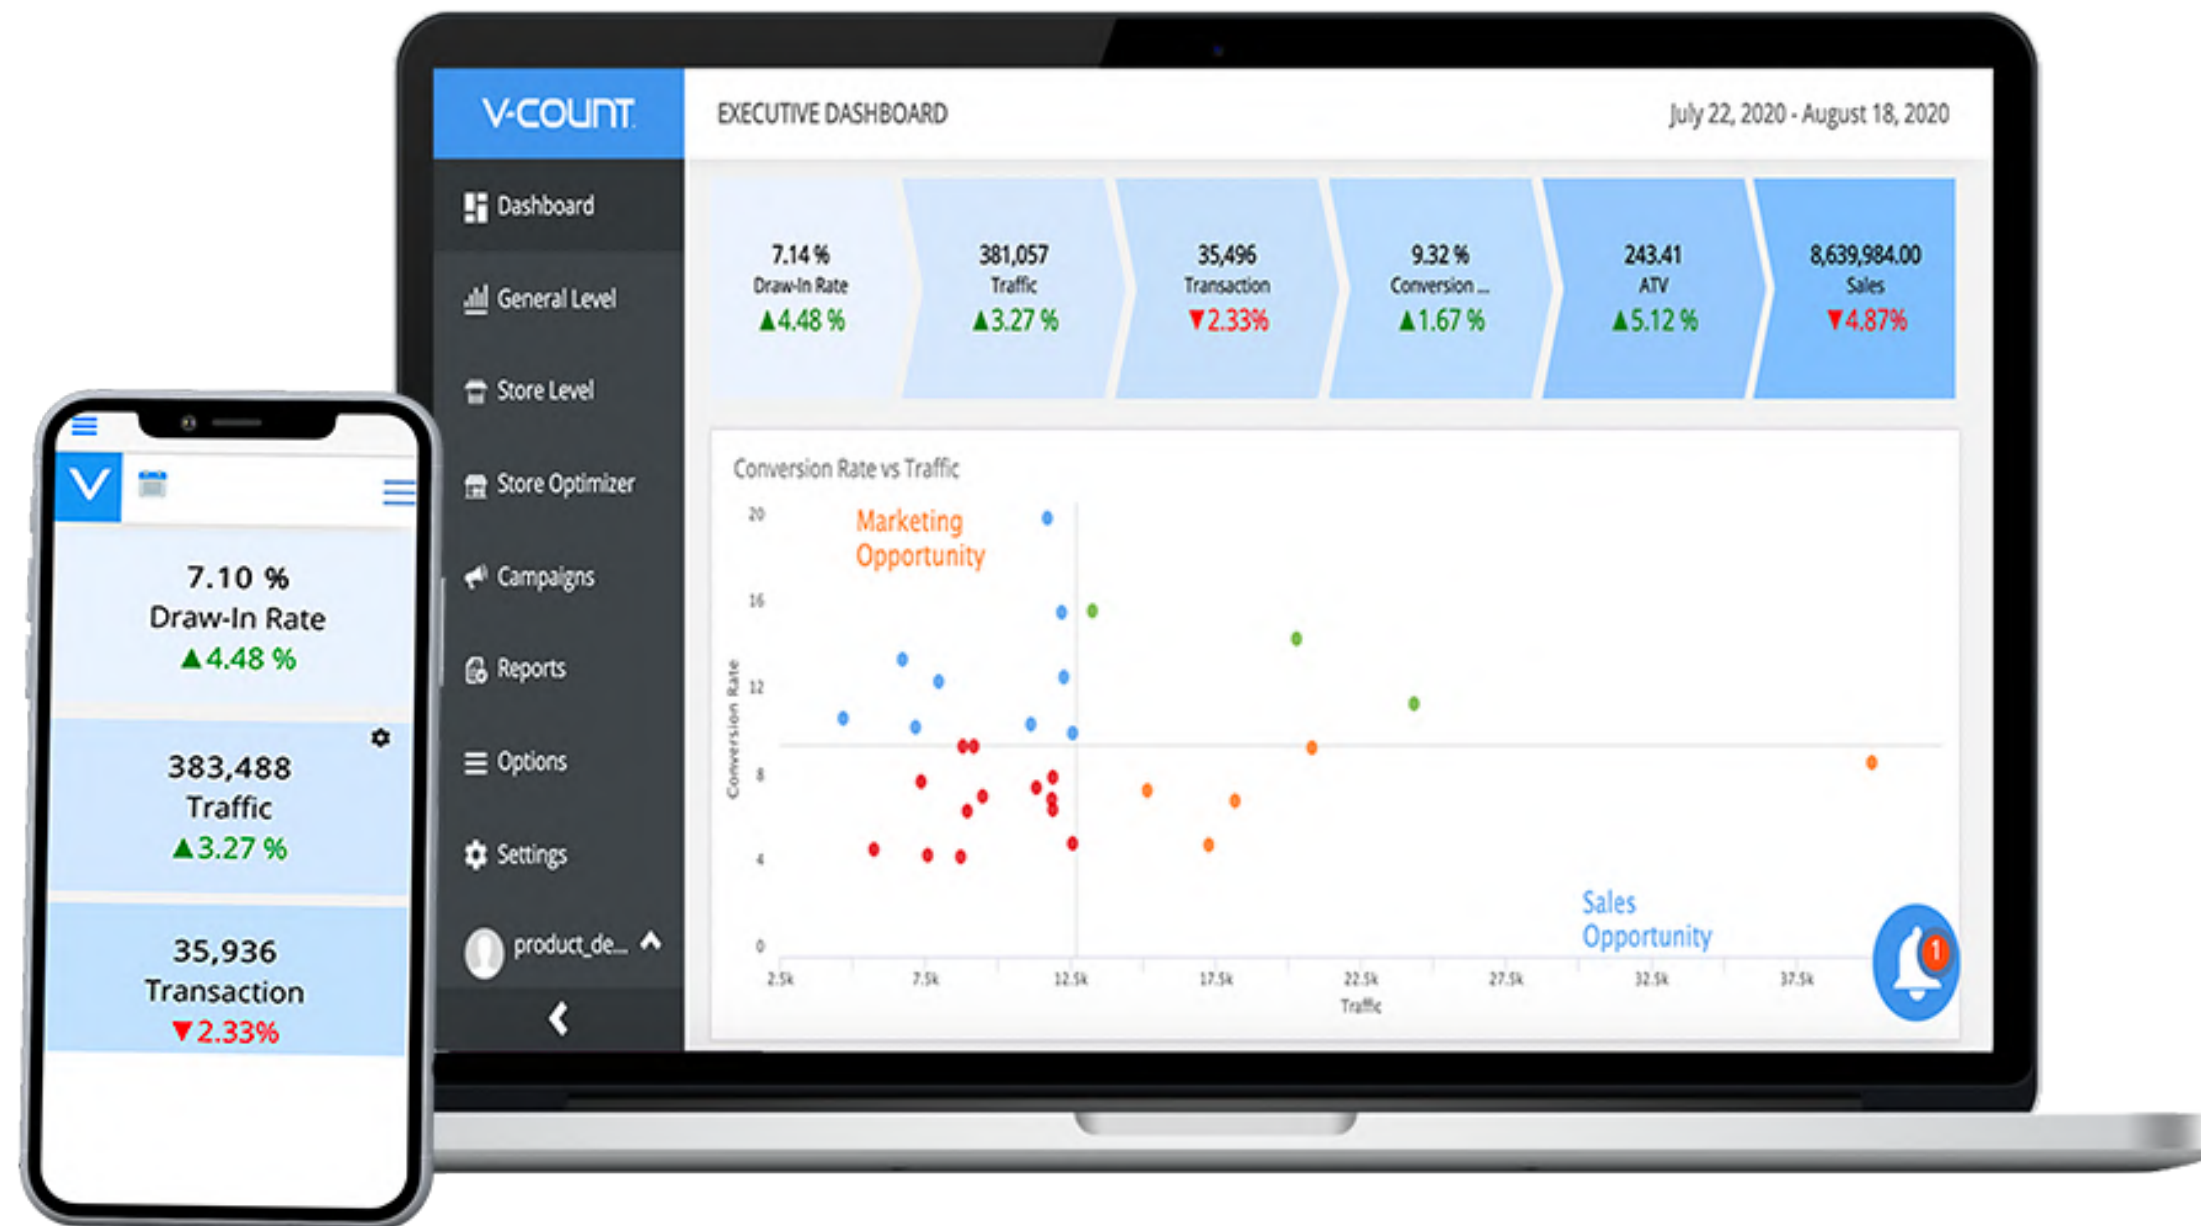 V-COUNT
EXECUTIVE DASHBOARD
July 22, 2020 - August 18, 2020
Dashboard
General Level
Store Level
Store Optimizer
Campaigns
Reports
Options
Settings
product_de...
7.14 %
Draw-In Rate
▲4.48 %
381,057
Traffic
▲3.27 %
35,496
Transaction
▼2.33%
9.32 %
Conversion ...
▲1.67 %
243.41
ATV
▲5.12 %
8,639,984.00
Sales
▼4.87%
Conversion Rate vs Traffic
Marketing
Opportunity
Conversion Rate
20
16
12
8
4
0
2.5k
7.5k
12.5k
17.5k
22.5k
27.5k
32.5k
37.5k
Traffic
Sales
Opportunity
1
V
7.10 %
Draw-In Rate
▲4.48 %
383,488
Traffic
▲3.27 %
35,936
Transaction
▼2.33%